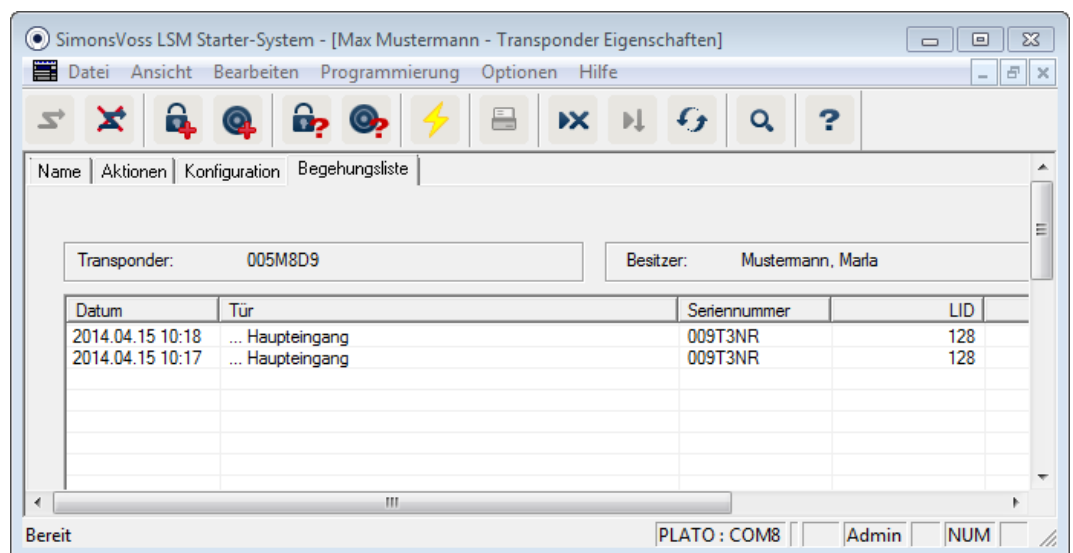 SimonsVoss LSM Starter-System - [Max Mustermann - Transponder Eigenschaften]
Datei Ansicht Bearbeiten Programmierung Optionen Hilfe
Name Aktionen Konfiguration Begehungsliste
Transponder: 005M8D9 Besitzer: Mustermann, Marla
Datum Tür Seriennummer LID
2014.04.15 10:18 ... Haupteingang 009T3NR 128
2014.04.15 10:17 ... Haupteingang 009T3NR 128
Bereit PLATO : COM8 Admin NUM